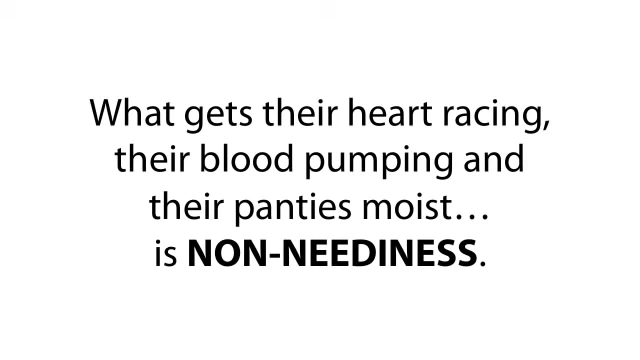 What gets their heart racing,
their blood pumping and
their panties moist…
is NON-NEEDINESS.